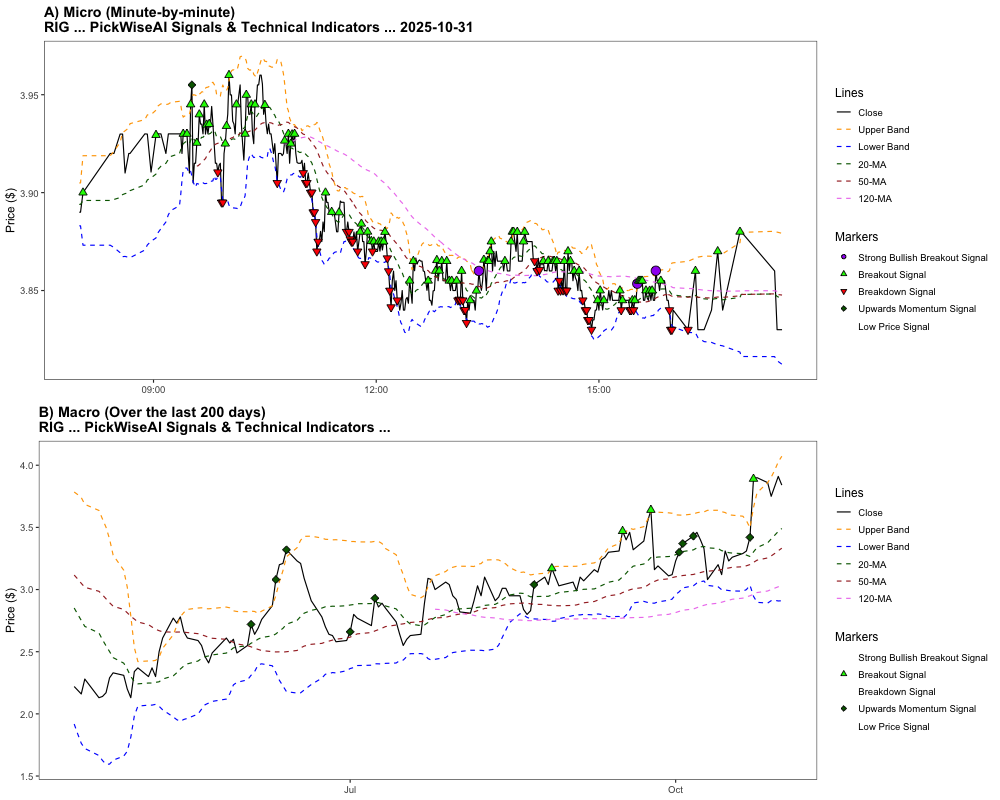 A) Micro (Minute-by-minute)
RIG ... PickWiseAI Signals & Technical Indicators ... 2025-10-31
Price ($)
3.95
3.90
3.85
09:00
12:00
15:00
Lines
Close
Upper Band
Lower Band
20-MA
50-MA
120-MA
Markers
Strong Bullish Breakout Signal
Breakout Signal
Breakdown Signal
Upwards Momentum Signal
Low Price Signal
B) Macro (Over the last 200 days)
RIG ... PickWiseAI Signals & Technical Indicators ...
Price ($)
4.0
3.5
3.0
2.5
2.0
1.5
Jul
Oct
Lines
Close
Upper Band
Lower Band
20-MA
50-MA
120-MA
Markers
Strong Bullish Breakout Signal
Breakout Signal
Breakdown Signal
Upwards Momentum Signal
Low Price Signal